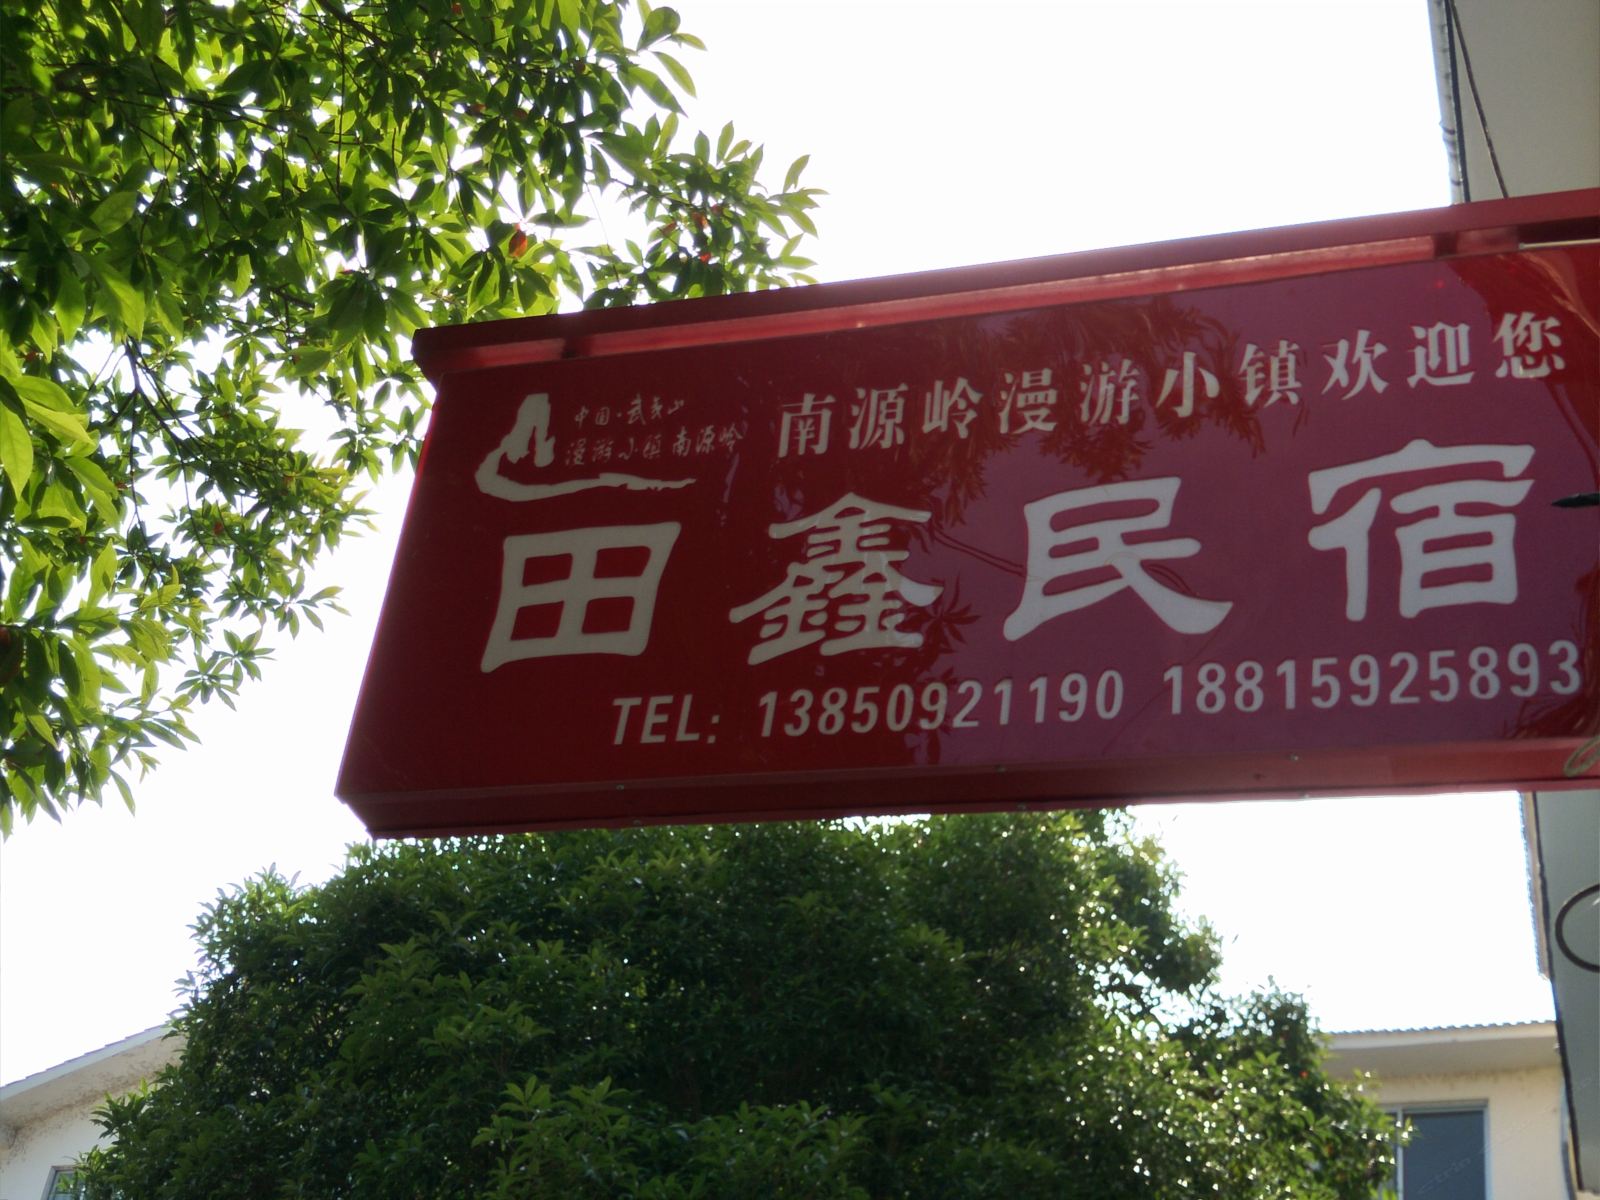 中国·武夷山
漫游小镇 南源岭
南源岭漫游小镇欢迎您
田鑫民宿
TEL: 13850921190 18815925893